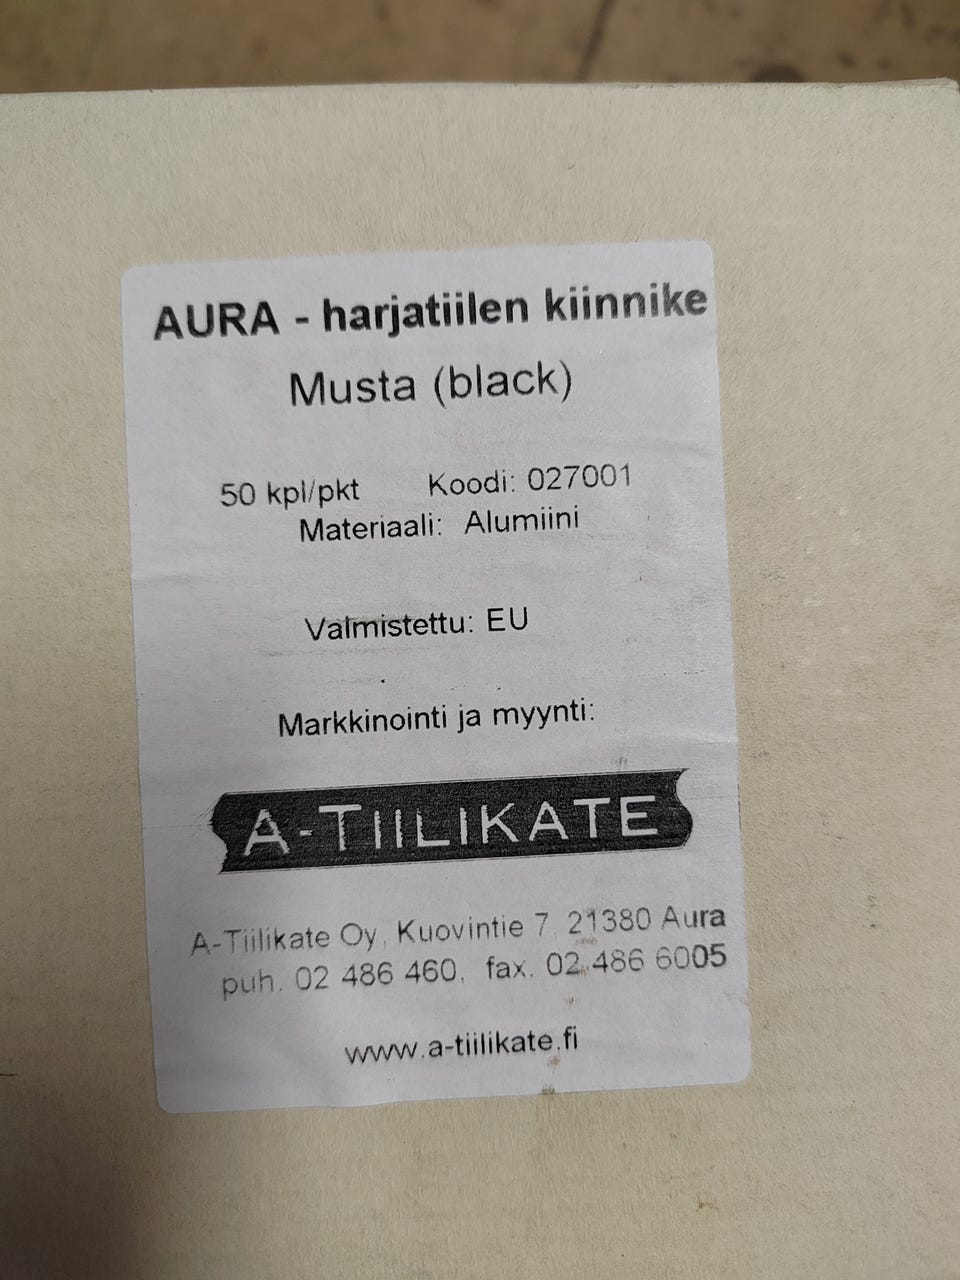 AURA - harjatiilen kiinnike
Musta (black)
50 kpl/pkt Koodi: 027001
Materiaali: Alumiini
Valmistettu: EU
Markkinointi ja myynti:
A-TIILIKATE
A-Tiilikate Oy, Kuovintie 7, 21380 Aura
puh. 02 486 460, fax. 02 486 6005
www.a-tiilikate.fi